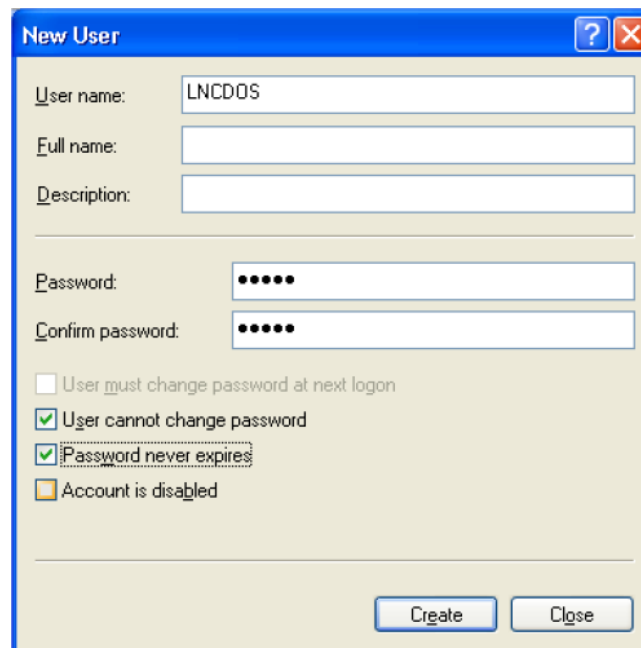 New User
User name: LNCDOS
Full name:
Description:
Password: •••••
Confirm password: •••••
User must change password at next logon
User cannot change password
Password never expires
Account is disabled
Create Close